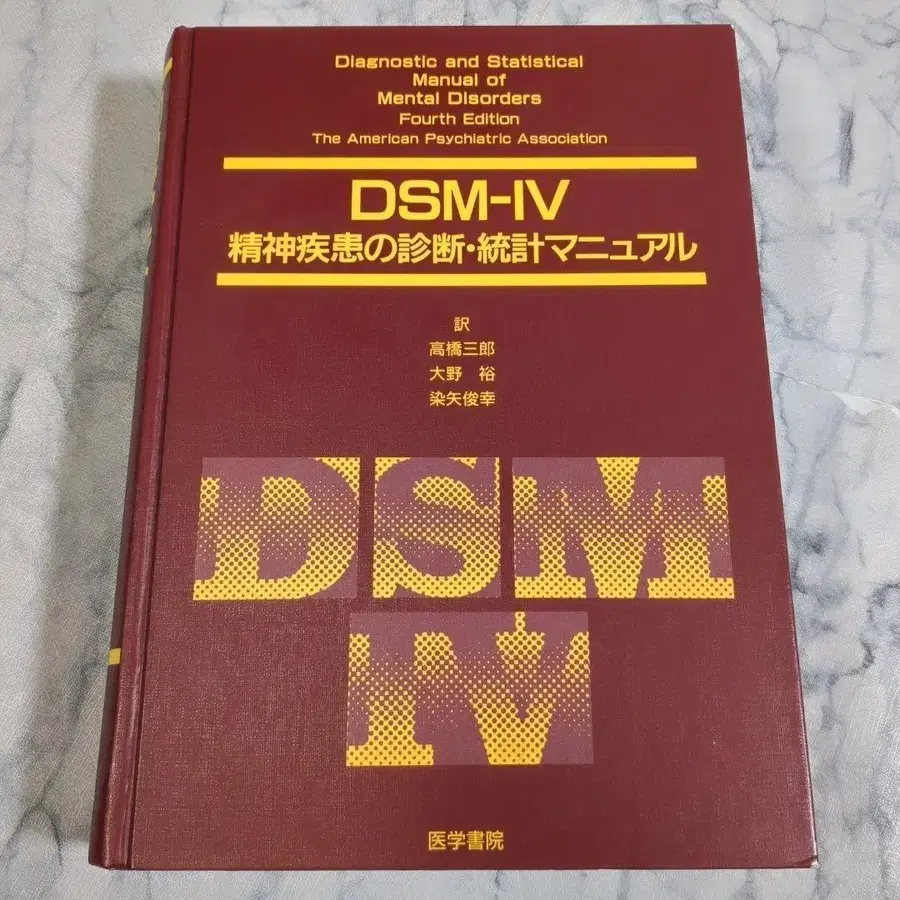 Diagnostic and Statistical
Manual of
Mental Disorders
Fourth Edition
The American Psychiatric Association
DSM-IV
精神疾患の診断・統計マニュアル
訳
高橋三郎
大野 裕
染矢俊幸
DSM
IV
医学書院